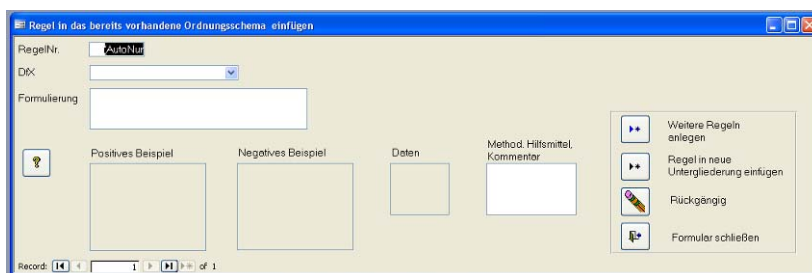 Regel in das bereits vorhandene Ordnungsschema einfügen
RegelNr.
AutoNur
DfX
Formulierung
?
Positives Beispiel
Negatives Beispiel
Daten
Method. Hilfsmittel,
Kommentar
Weitere Regeln
anlegen
Regel in neue
Untergliederung einfügen
Rückgängig
Formular schließen
Record: 1 of 1